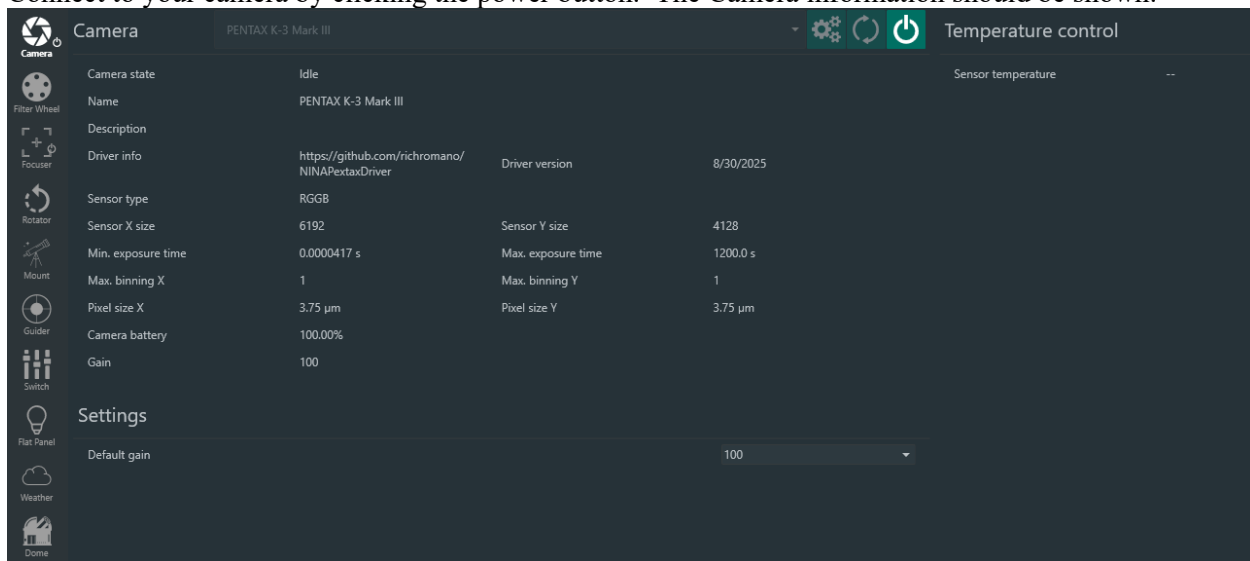 Connect to your camera by clicking the power button. The Camera information should be shown.
Camera
Camera
PENTAX K-3 Mark III
Temperature control
Camera state
Idle
Sensor temperature
--
Filter Wheel
Name
PENTAX K-3 Mark III
Description
Focuser
Driver info
https://github.com/richromano/
NINAPextaxDriver
Driver version
8/30/2025
Sensor type
RGGB
Rotator
Sensor X size
6192
Sensor Y size
4128
Min. exposure time
0.0000417 s
Max. exposure time
1200.0 s
Mount
Max. binning X
1
Max. binning Y
1
Pixel size X
3.75 µm
Pixel size Y
3.75 µm
Guider
Camera battery
100.00%
Gain
100
Switch
Settings
Flat Panel
Default gain
100
Weather
Dome